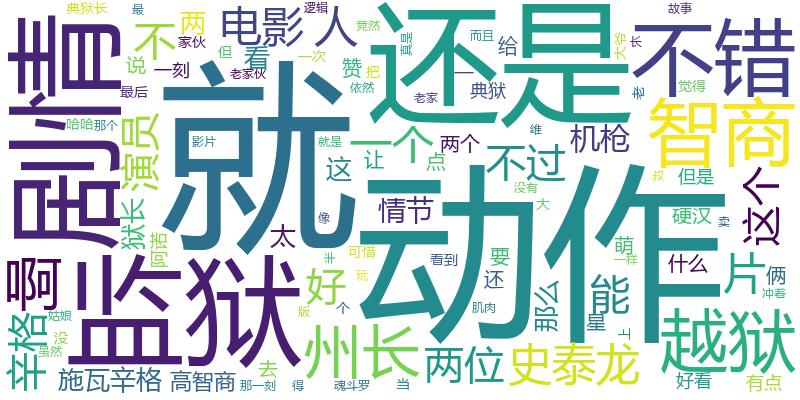 典狱长
最
逻辑
故事
剧情
家伙
两
电影
人
竟然
还是
不错
不
但
看
给
而且
真是
大爷
长
说
一刻
老家伙
一次
赞
把
依然
典狱
一
老
觉得
智商
最后
哈哈
那个
演员
就
影片
就是
一个
两个
老家
机枪
维
这
让
点
不过
叔
但是
这个
狱长
阿诺
像
情节
没有
大
硬汉
卖
太
可惜
看到
要
萌
一样
什么
片
俩
啊
监狱
半
玩
好
还
动作
那么
能
冲着
姑娘
版
个
肌肉
星
上
越狱
辛格
没
虽然
州长
两位
史泰龙
施瓦辛格
高智商
去
那一刻
得
魂斗罗
当
好看
有点